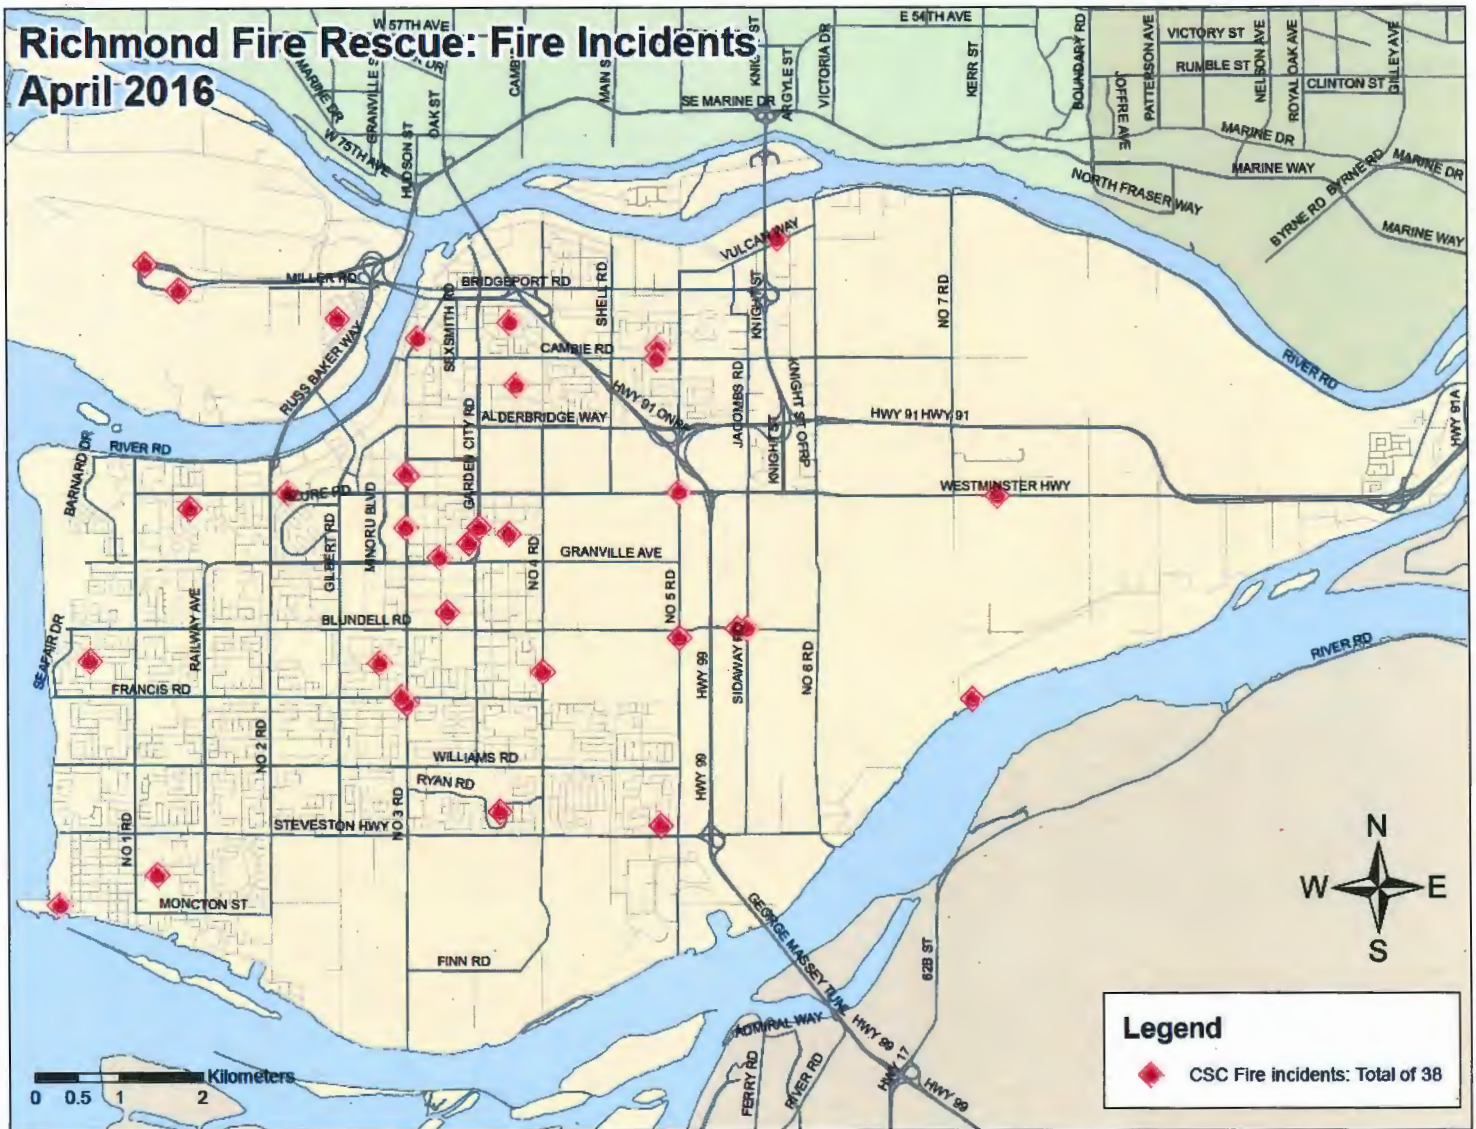 Richmond Fire Rescue: Fire Incidents
April 2016
W 57TH AVE
E 54TH AVE
VICTORY ST
RUMBLE ST
CLINTON ST
SE MARINE DR
MARINE DR
GRANVILLE S
W 75TH AVE
HUDSON ST
OAK ST
CAMB
MAIN S
KNIG
ST
ARGYLE ST
VICTORIA DR
KERR ST
BOUNDARY RD
JOFFRE AVE
PATTERSON AVE
NELSON AVE
ROYAL OAK AVE
GILLEY AVE
MARINE DR
MARINE WAY
MARINE DR
NORTH FRASER WAY
BYRNE RD
BYRNE RD
MARINE WAY
VULCAN WAY
MILLER RD
BRIDGEPORT RD
SEXSMITH RD
SHELL RD
KNIGHT ST
NO 7 RD
CAMBIE RD
RUSS BAKER WAY
RIVER RD
HWY 91 ON RA
ALDERBRIDGE WAY
JACOMBS RD
KNIGHT ST OFRP
KNIGHT ST
HWY 91 HWY 91
HWY 91A
GARDEN CITY RD
RIVER RD
BARNARD DR
AZURE RD
GILBERT RD
MINORU BLVD
WESTMINSTER HWY
GRANVILLE AVE
NO 4 RD
NO 5 RD
BLUNDELL RD
RAILWAY AVE
SEAFAIR DR
FRANCIS RD
HWY 99
SIDAWAY RD
NO 6 RD
RIVER RD
NO 2 RD
WILLIAMS RD
RYAN RD
HWY 99
NO 1 RD
STEVESTON HWY
NO 3 RD
MONCTON ST
FINN RD
GEORGE MASSEY TUNL
62B ST
ADMIRAL WAY
HWY 99
HWY 17
HWY 99
FERRY RD
RIVER RD
N
W
E
S
Kilometers
0 0.5 1 2
Legend
CSC Fire incidents: Total of 38